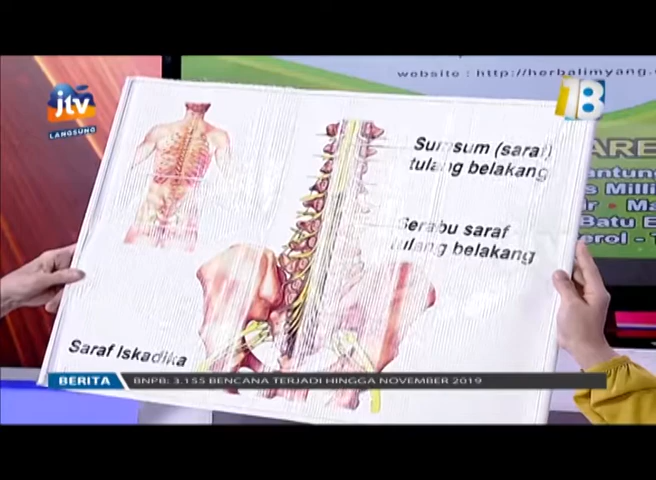 website : http://herbalimyang.c
jtv
LANGSUNG
18
Sumsum (saraf)
tulang belakang
Serabu saraf
tulang belakang
Saraf Iskadika
BERITA
BNPB: 3.155 BENCANA TERJADI HINGGA NOVEMBER 2019